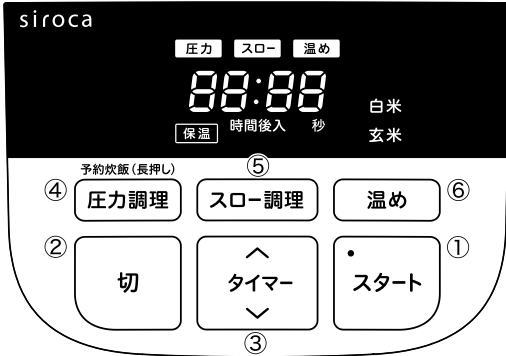 siroca
圧力 スロー 温め
88:88
白米
保温 時間後入 秒
玄米
予約炊飯(長押し)
⑤
④ 圧力調理 スロー調理 温め ⑥
② ①
切 タイマー スタート
③